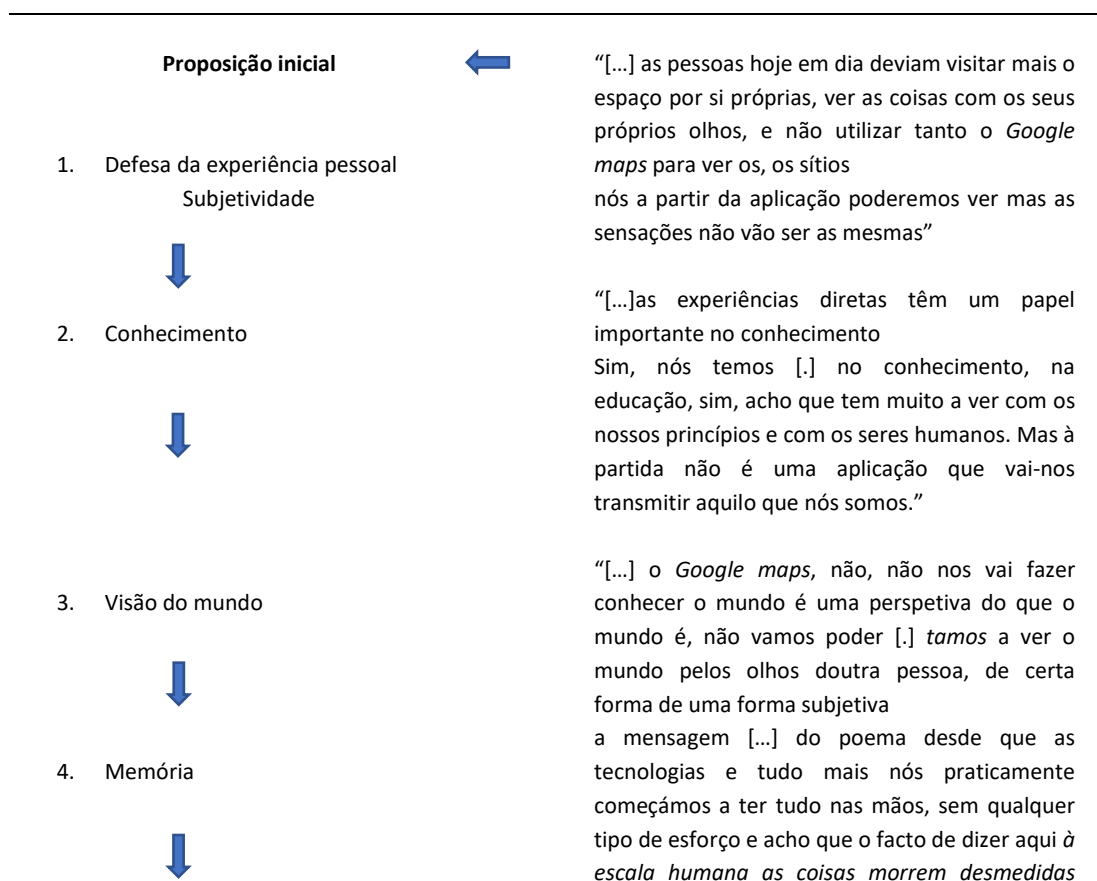 Proposição inicial
1. Defesa da experiência pessoal
Subjetividade
2. Conhecimento
3. Visão do mundo
4. Memória
“[…] as pessoas hoje em dia deviam visitar mais o
espaço por si próprias, ver as coisas com os seus
próprios olhos, e não utilizar tanto o Google
maps para ver os, os sítios
nós a partir da aplicação poderemos ver mas as
sensações não vão ser as mesmas”
“[…]as experiências diretas têm um papel
importante no conhecimento
Sim, nós temos [.] no conhecimento, na
educação, sim, acho que tem muito a ver com os
nossos princípios e com os seres humanos. Mas à
partida não é uma aplicação que vai-nos
transmitir aquilo que nós somos.”
“[…] o Google maps, não, não nos vai fazer
conhecer o mundo é uma perspetiva do que o
mundo é, não vamos poder [.] tamos a ver o
mundo pelos olhos doutra pessoa, de certa
forma de uma forma subjetiva
a mensagem […] do poema desde que as
tecnologias e tudo mais nós praticamente
começámos a ter tudo nas mãos, sem qualquer
tipo de esforço e acho que o facto de dizer aqui à
escala humana as coisas morrem desmedidas